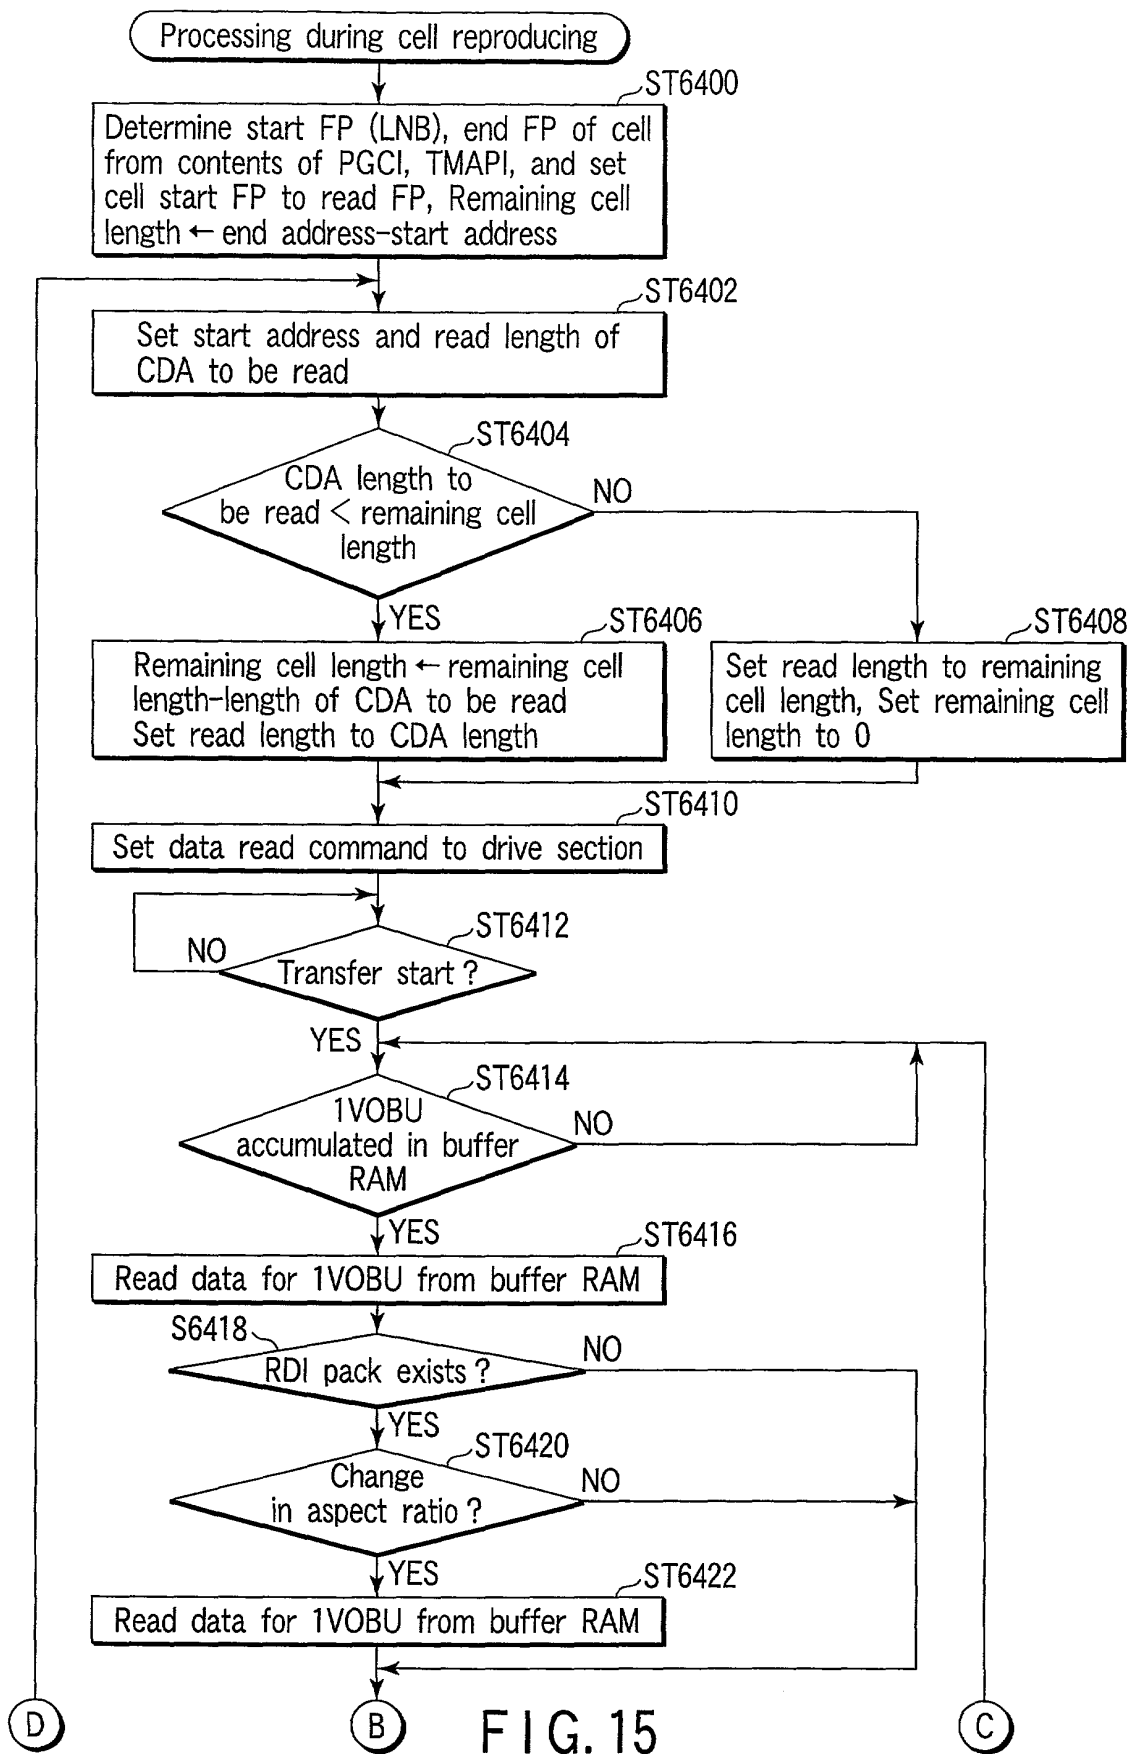 Processing during cell reproducing
ST6400
Determine start FP (LNB), end FP of cell
from contents of PGCI, TMAPI, and set
cell start FP to read FP, Remaining cell
length ← end address-start address
ST6402
Set start address and read length of
CDA to be read
ST6404
CDA length to
be read < remaining cell
length
NO
YES
ST6406
Remaining cell length ← remaining cell
length-length of CDA to be read
Set read length to CDA length
ST6408
Set read length to remaining
cell length, Set remaining cell
length to 0
ST6410
Set data read command to drive section
ST6412
Transfer start ?
NO
YES
ST6414
1VOBU
accumulated in buffer
RAM
NO
YES
ST6416
Read data for 1VOBU from buffer RAM
S6418
RDI pack exists ?
NO
YES
ST6420
Change
in aspect ratio ?
NO
YES
ST6422
Read data for 1VOBU from buffer RAM
D
B
C
FIG. 15